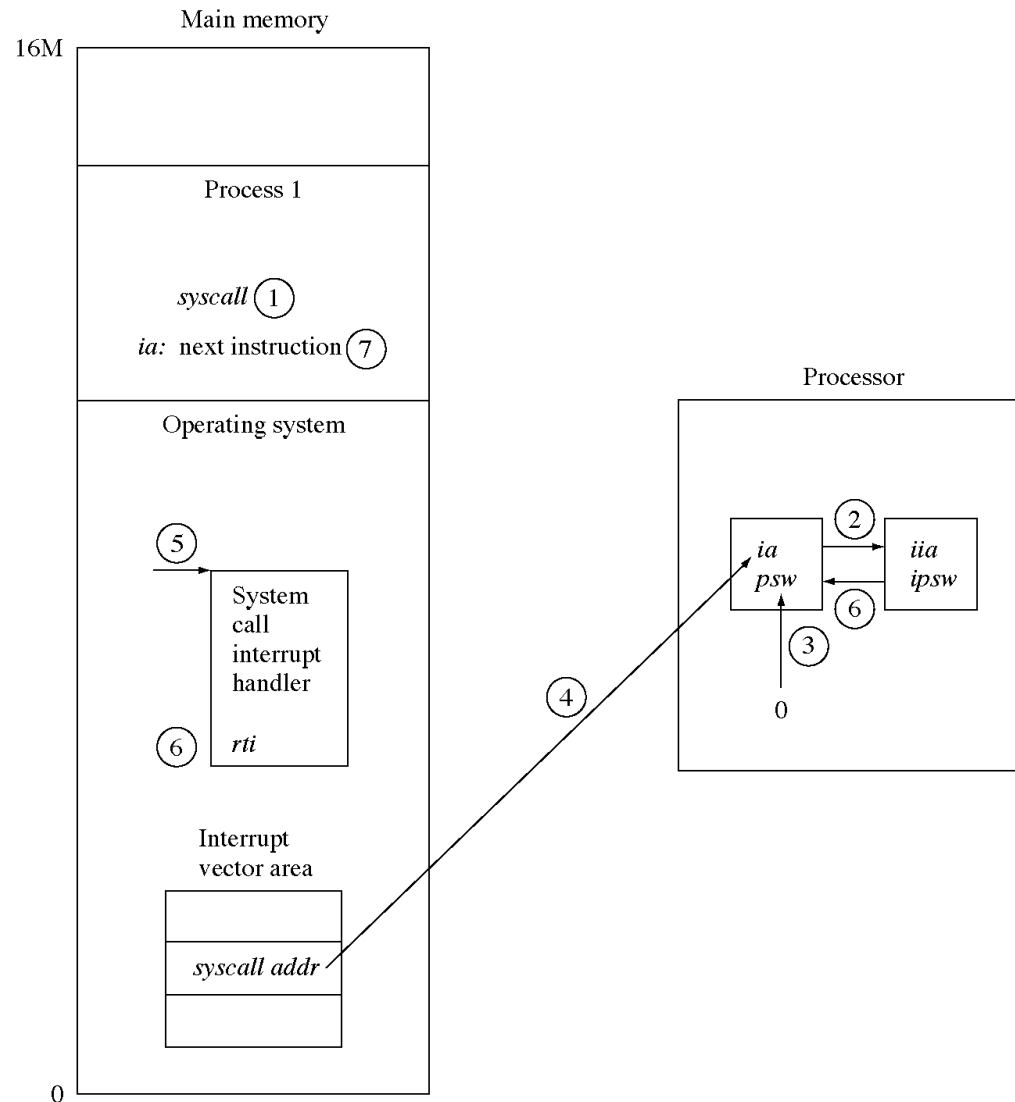 Main memory
16M
Process 1
syscall 1
ia: next instruction 7
Operating system
5
System
call
interrupt
handler
6 rti
Interrupt
vector area
syscall addr
0
4
Processor
2
ia
psw
iia
ipsw
6
3
0